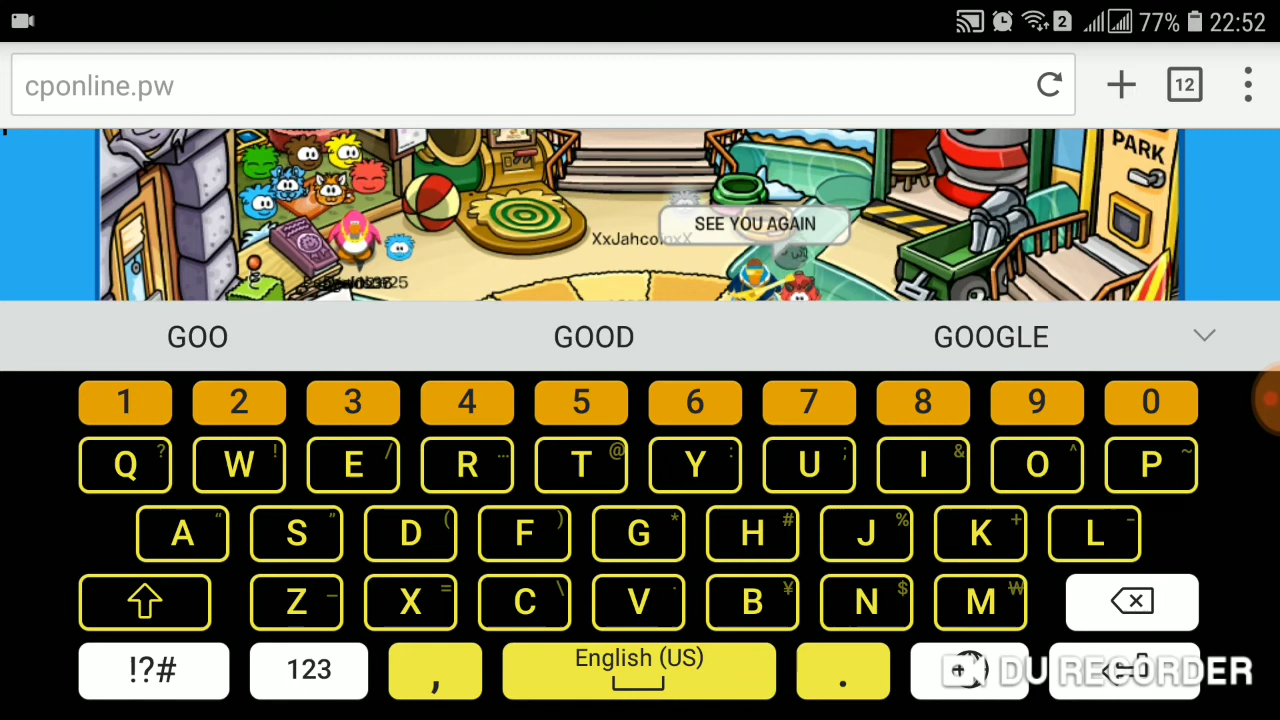 2 77% 22:52
cponline.pw
12
PARK
SEE YOU AGAIN
GOO GOOD GOOGLE
1 2 3 4 5 6 7 8 9 0
Q ? W ! E / R ... T @ Y : U ; I & O ^ P ~
A “ S ” D ( F ) G * H # J % K + L -
Z _ X = C \ V · B ¥ N $ M ₩
!?# 123 , English (US) .
DU RECORDER